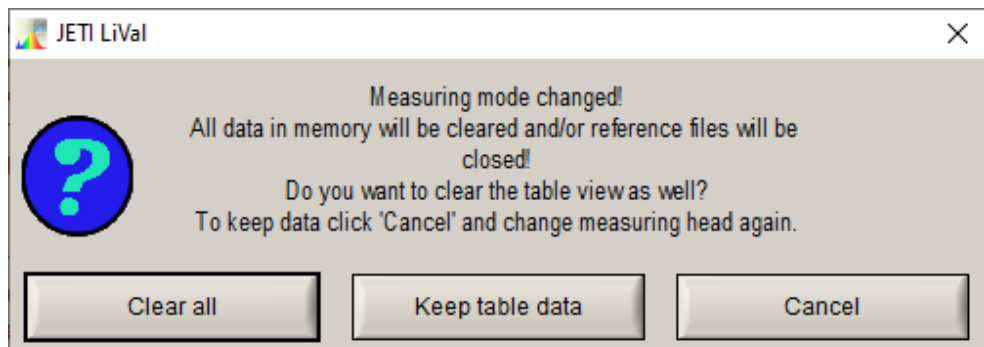 JETI LiVal
Measuring mode changed!
All data in memory will be cleared and/or reference files will be
closed!
Do you want to clear the table view as well?
To keep data click 'Cancel' and change measuring head again.
Clear all
Keep table data
Cancel